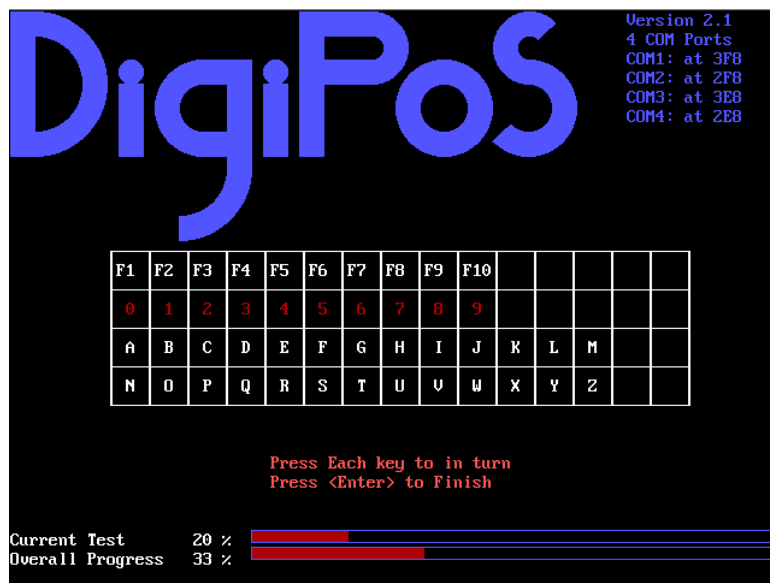 DigiPoS
Version 2.1
4 COM Ports
COM1: at 3F8
COM2: at 2F8
COM3: at 3E8
COM4: at 2E8
F1 F2 F3 F4 F5 F6 F7 F8 F9 F10
0 1 2 3 4 5 6 7 8 9
A B C D E F G H I J K L M
N O P Q R S T U V W X Y Z
Press Each key to in turn
Press <Enter> to Finish
Current Test 20 %
Overall Progress 33 %